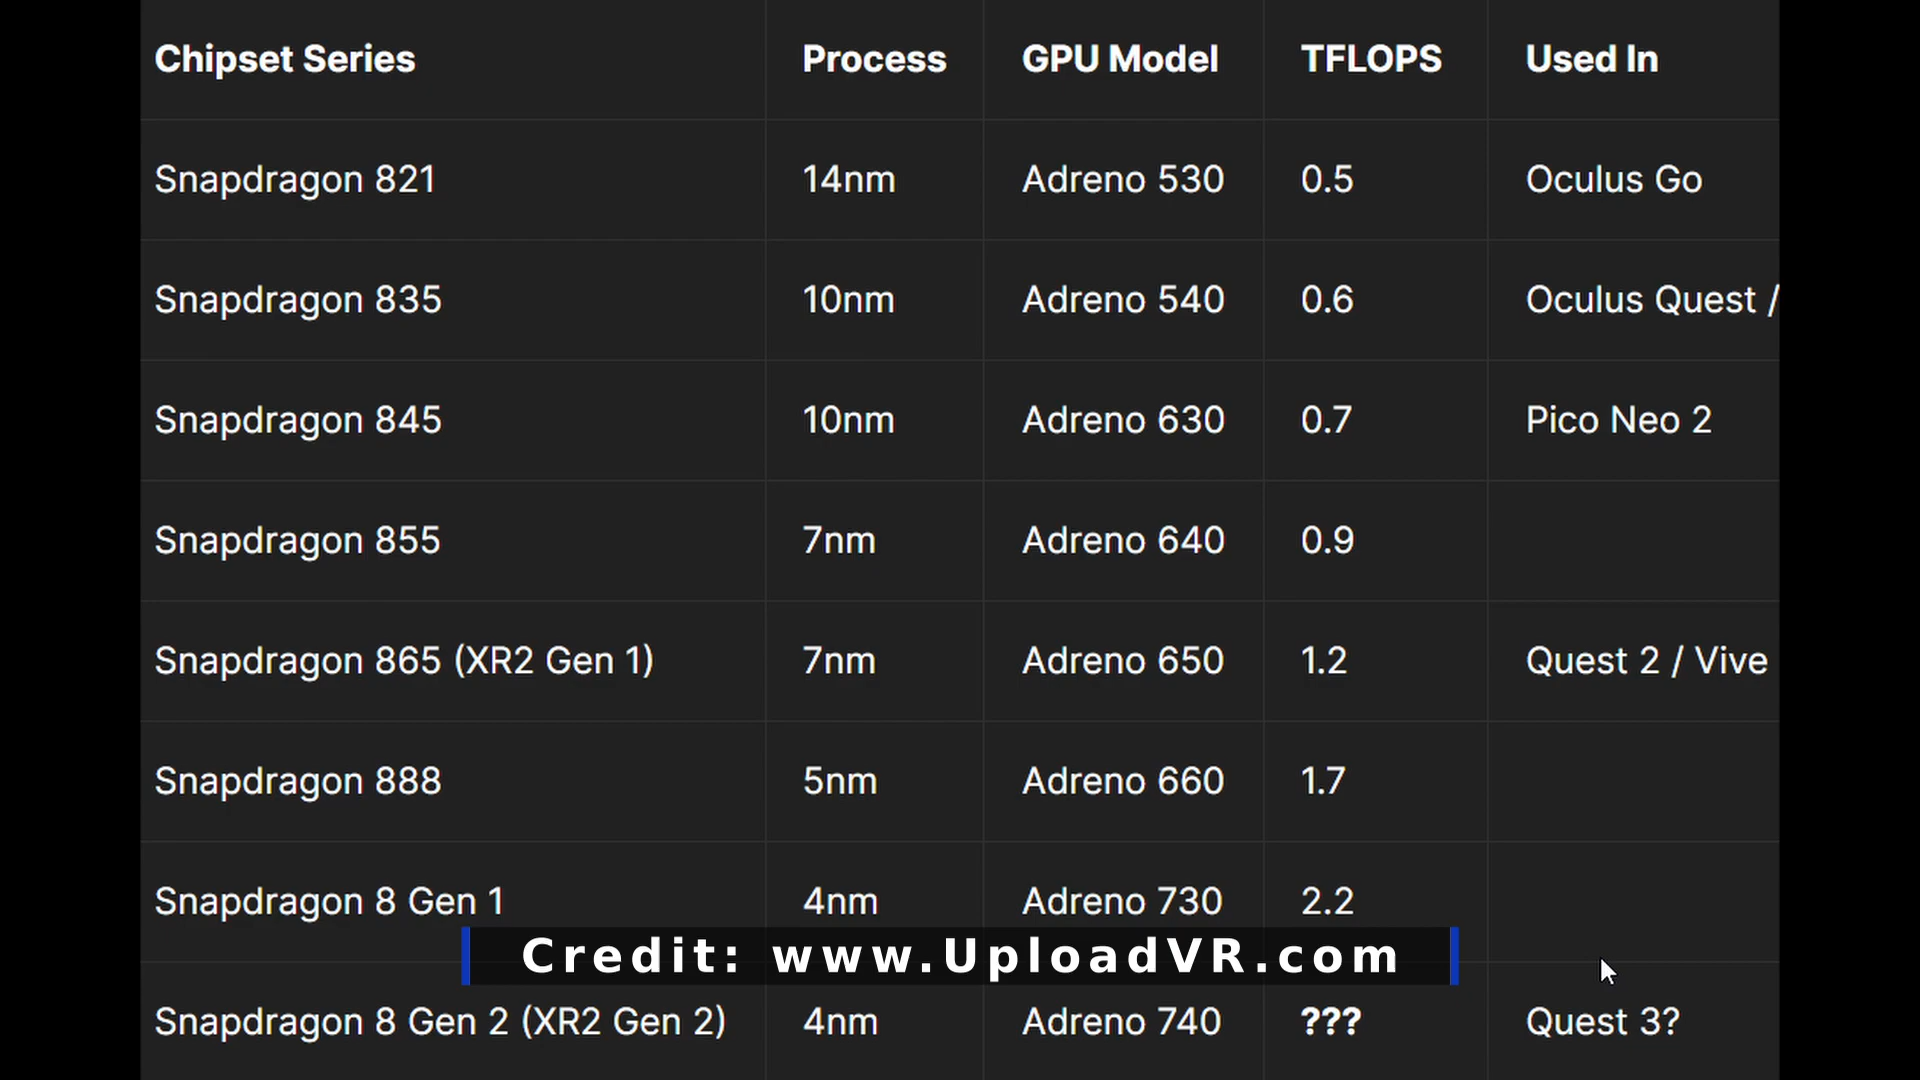 Chipset Series Process GPU Model TFLOPS Used In
Snapdragon 821 14nm Adreno 530 0.5 Oculus Go
Snapdragon 835 10nm Adreno 540 0.6 Oculus Quest /
Snapdragon 845 10nm Adreno 630 0.7 Pico Neo 2
Snapdragon 855 7nm Adreno 640 0.9
Snapdragon 865 (XR2 Gen 1) 7nm Adreno 650 1.2 Quest 2 / Vive
Snapdragon 888 5nm Adreno 660 1.7
Snapdragon 8 Gen 1 4nm Adreno 730 2.2
Credit: www.UploadVR.com
Snapdragon 8 Gen 2 (XR2 Gen 2) 4nm Adreno 740 ??? Quest 3?